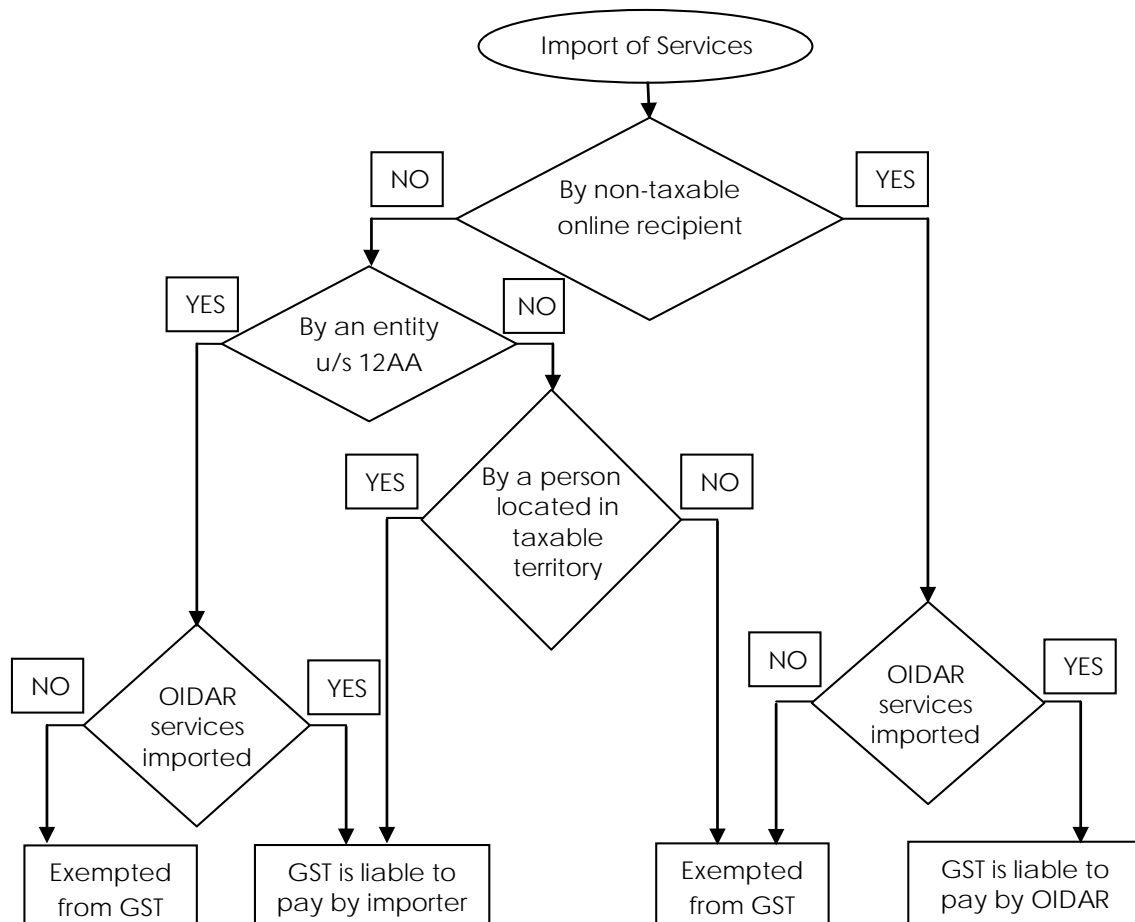 Import of Services
NO
YES
By non-taxable
online recipient
YES
NO
By an entity
u/s 12AA
YES
NO
By a person
located in
taxable
territory
NO
YES
OIDAR
services
imported
NO
YES
OIDAR
services
imported
Exempted
from GST
GST is liable to
pay by importer
Exempted
from GST
GST is liable to
pay by OIDAR